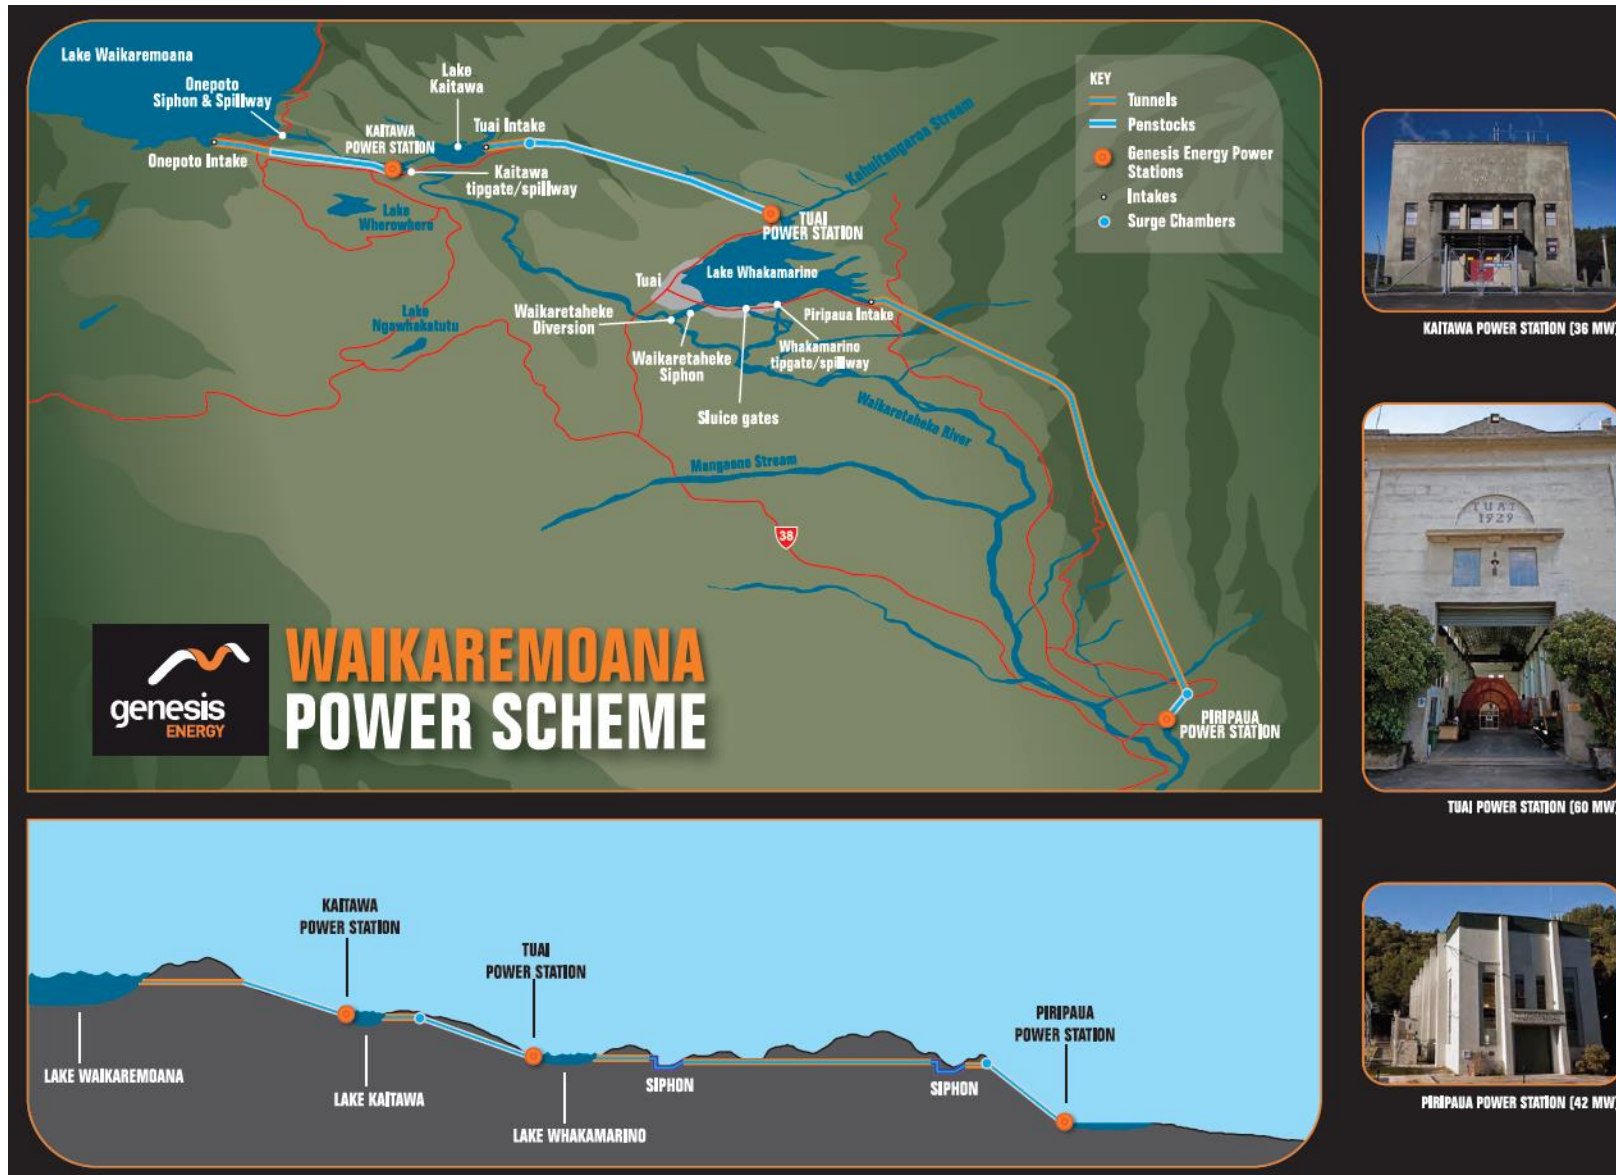 Lake Waikaremoana
Onepoto
Siphon & Spillway
Lake
Kaitawa
KAITAWA
POWER STATION
Tuai Intake
Onepoto Intake
Kaitawa
tipgate/spillway
Lake
Wherowhero
Kahuitangaroa Stream
TUAI
POWER STATION
Tuai
Lake Whakamarino
Lake
Ngawhakatutu
Waikaretaheke
Diversion
Piripaua Intake
Waikaretaheke
Siphon
Whakamarino
tipgate/spillway
Sluice gates
Waikaretaheke River
Mangaone Stream
38
PIRIPAUA
POWER STATION
KEY
Tunnels
Penstocks
Genesis Energy Power
Stations
Intakes
Surge Chambers
genesis
ENERGY
WAIKAREMOANA
POWER SCHEME
KAITAWA POWER STATION (36 MW)
TUAI
1929
TUAI POWER STATION (60 MW)
PIRIPAUA POWER STATION (42 MW)
KAITAWA
POWER STATION
TUAI
POWER STATION
PIRIPAUA
POWER STATION
LAKE WAIKAREMOANA
LAKE KAITAWA
LAKE WHAKAMARINO
SIPHON
SIPHON